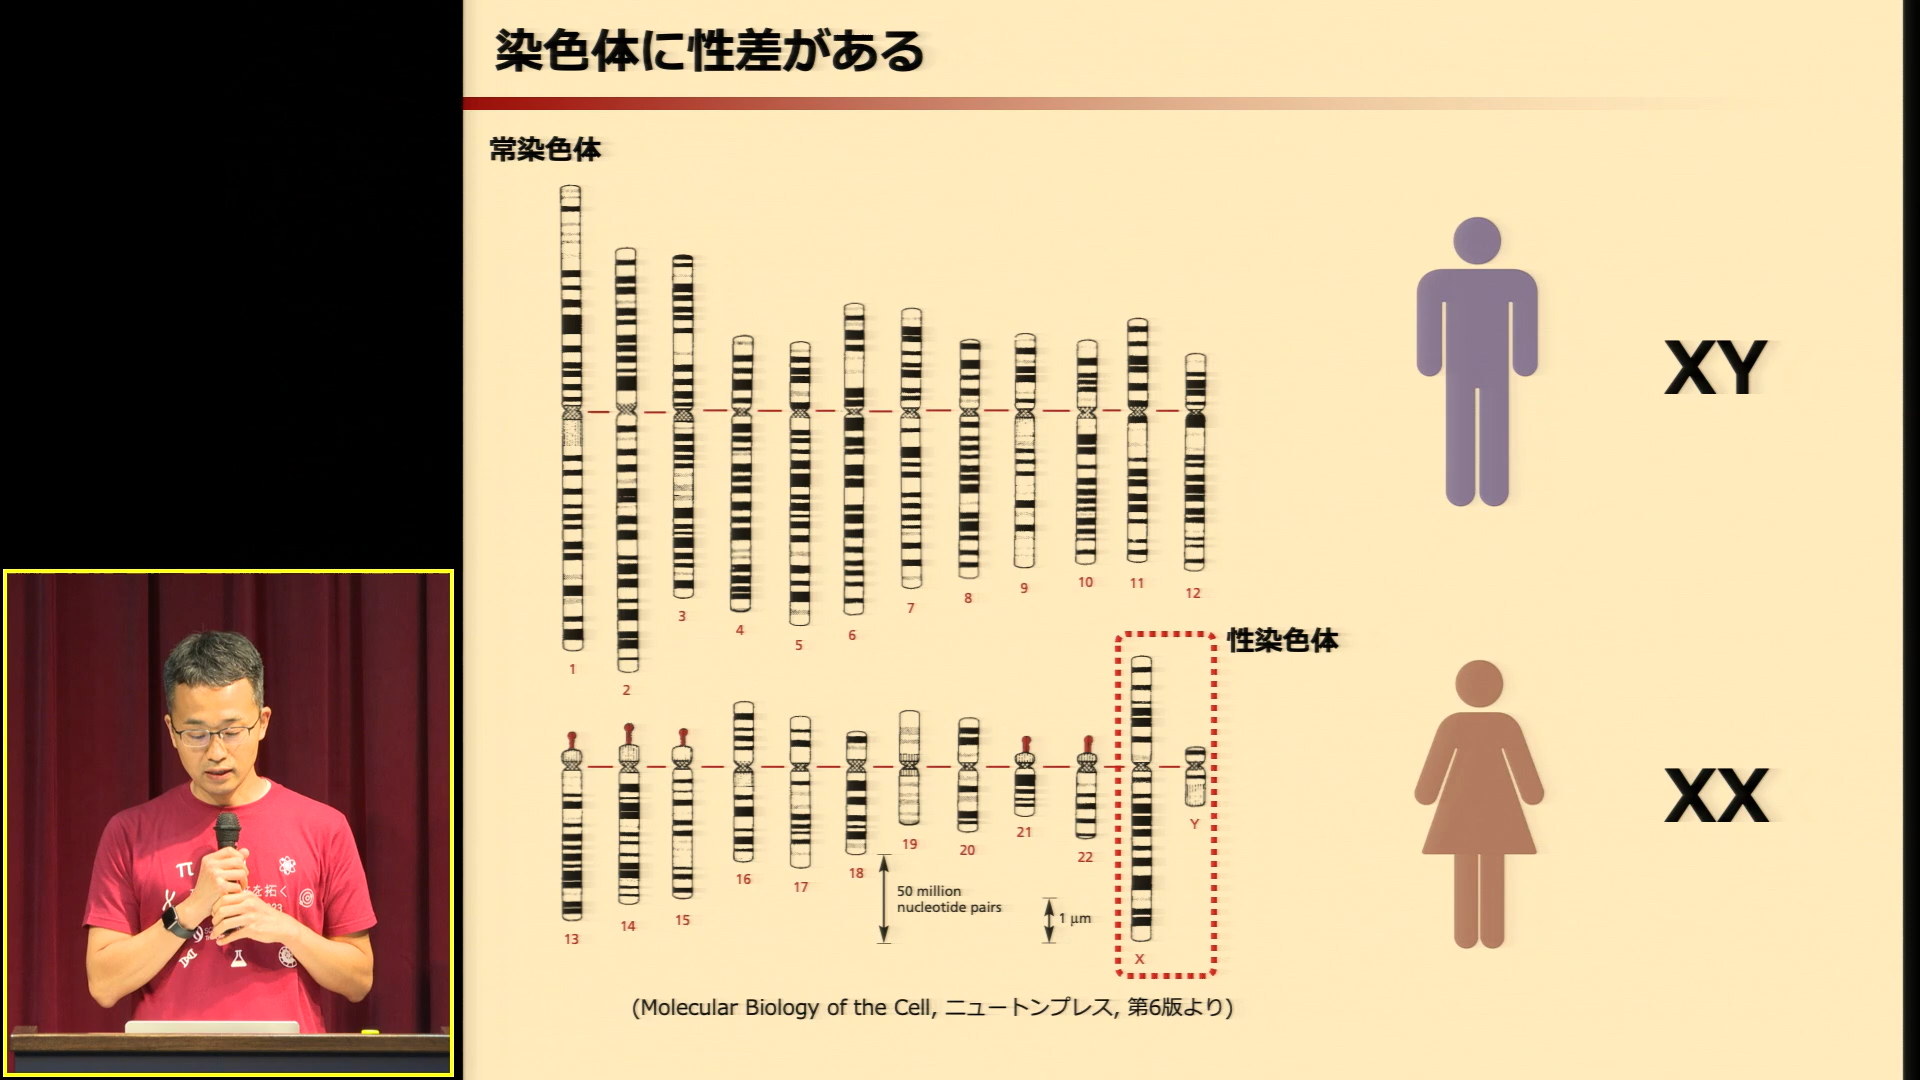 染色体に性差がある
常染色体
1
2
3
4
5
6
7
8
9
10
11
12
性染色体
13
14
15
16
17
18
19
20
21
22
X
Y
50 million
nucleotide pairs
1 μm
(Molecular Biology of the Cell, ニュートンプレス, 第6版より)
XY
XX
π
を拓く